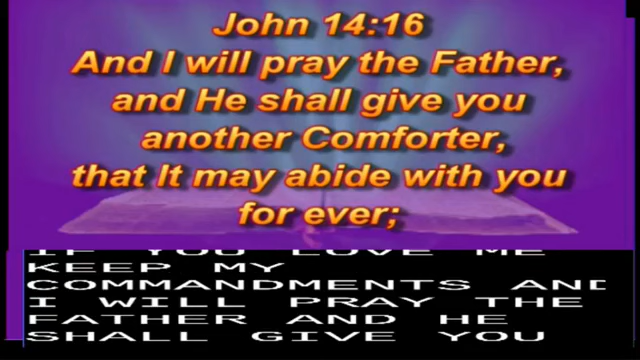 John 14:16
And I will pray the Father,
and He shall give you
another Comforter,
that It may abide with you
for ever;
IF YOU LOVE ME
KEEP MY
COMMANDMENTS AND
I WILL PRAY THE
FATHER AND HE
SHALL GIVE YOU